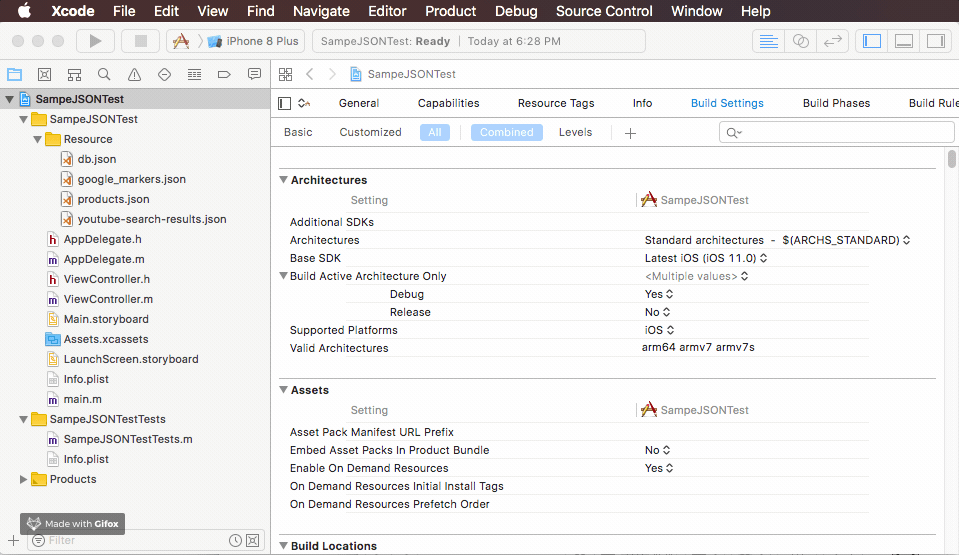 Xcode File Edit View Find Navigate Editor Product Debug Source Control Window Help
iPhone 8 Plus SampeJSONTest: Ready | Today at 6:28 PM
SampeJSONTest
General Capabilities Resource Tags Info Build Settings Build Phases Build Rule
Basic Customized All Combined Levels
SampeJSONTest
SampeJSONTest
Resource
db.json
google_markers.json
products.json
youtube-search-results.json
AppDelegate.h
AppDelegate.m
ViewController.h
ViewController.m
Main.storyboard
Assets.xcassets
LaunchScreen.storyboard
Info.plist
main.m
SampeJSONTestTests
SampeJSONTestTests.m
Info.plist
Products
Made with Gifox
Filter
Architectures
Setting SampeJSONTest
Additional SDKs
Architectures Standard architectures - $(ARCHS_STANDARD)
Base SDK Latest iOS (iOS 11.0)
Build Active Architecture Only <Multiple values>
Debug Yes
Release No
Supported Platforms iOS
Valid Architectures arm64 armv7 armv7s
Assets
Setting SampeJSONTest
Asset Pack Manifest URL Prefix
Embed Asset Packs In Product Bundle No
Enable On Demand Resources Yes
On Demand Resources Initial Install Tags
On Demand Resources Prefetch Order
Build Locations